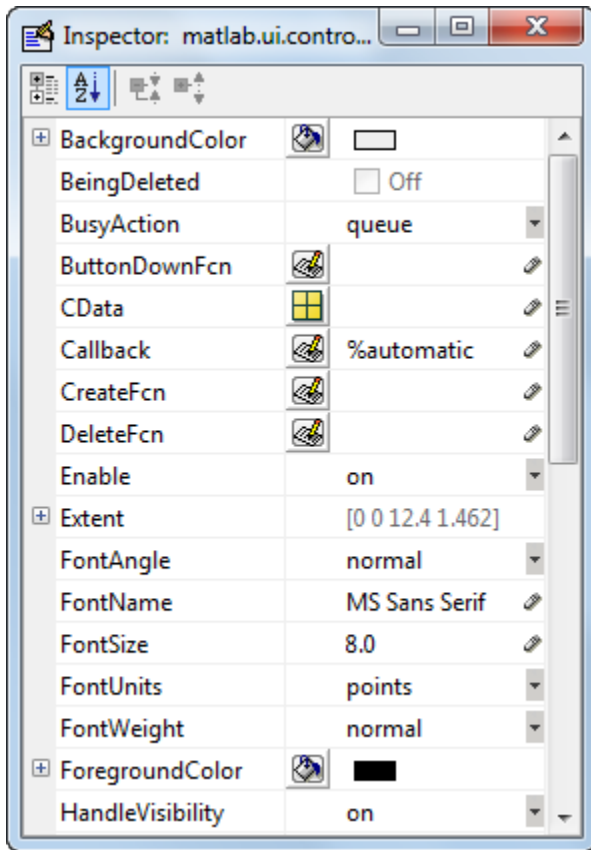 Inspector: matlab.ui.contro...
A
Z
BackgroundColor
BeingDeleted Off
BusyAction queue
ButtonDownFcn
CData
Callback %automatic
CreateFcn
DeleteFcn
Enable on
Extent [0 0 12.4 1.462]
FontAngle normal
FontName MS Sans Serif
FontSize 8.0
FontUnits points
FontWeight normal
ForegroundColor
HandleVisibility on